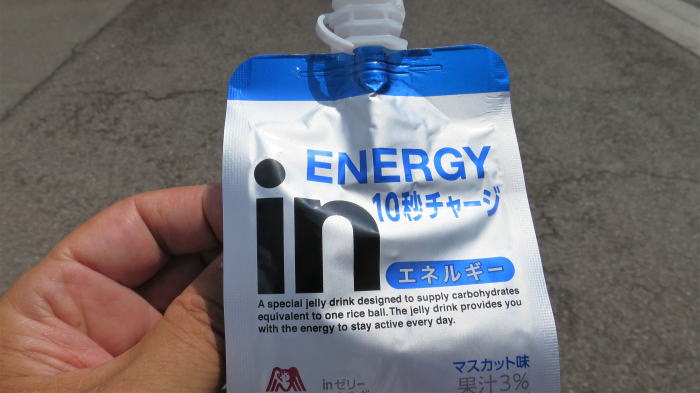 ENERGY
10秒チャージ
in
エネルギー
A special jelly drink designed to supply carbohydrates
equivalent to one rice ball. The jelly drink provides you
with the energy to stay active every day.
マスカット味
inゼリー
果汁3%